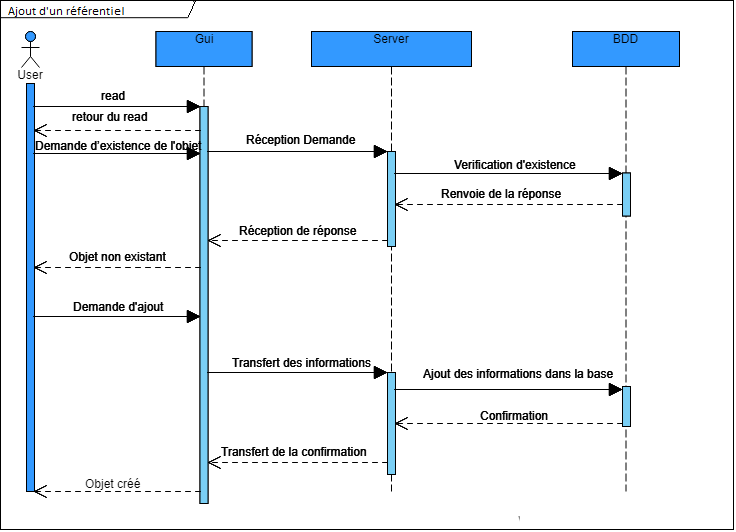 Ajout d'un référentiel
Gui
Server
BDD
User
read
retour du read
Demande d'existence de l'objet
Réception Demande
Verification d'existence
Renvoie de la réponse
Réception de réponse
Objet non existant
Demande d'ajout
Transfert des informations
Ajout des informations dans la base
Confirmation
Transfert de la confirmation
Objet créé